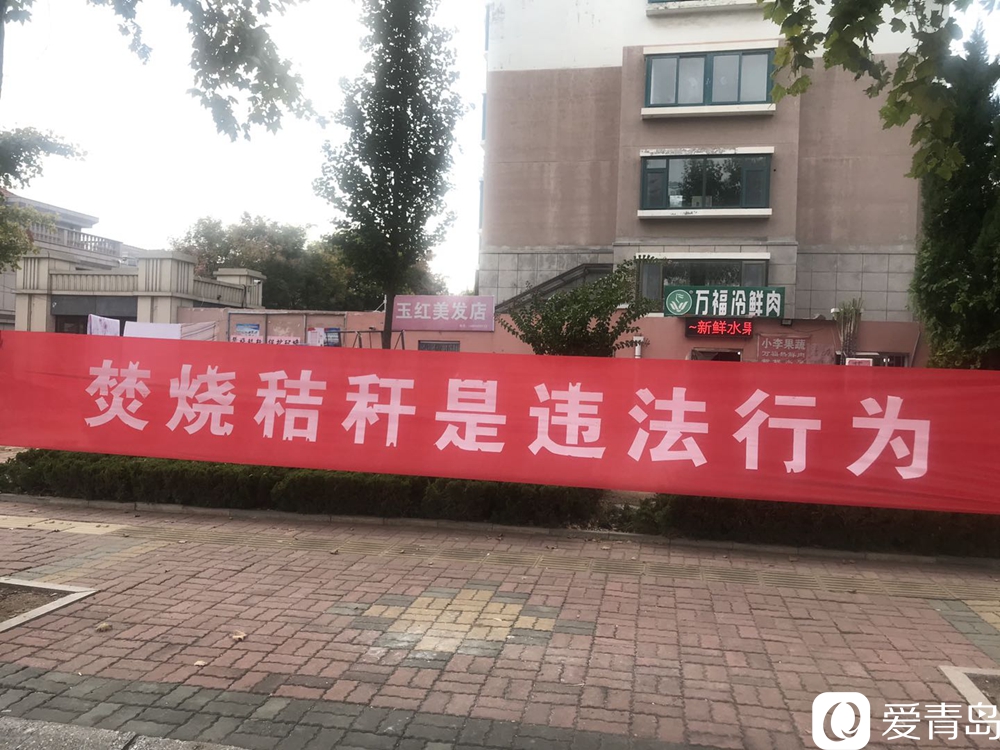 玉红美发店
万福冷鲜肉
~新鲜水果
小李果蔬
焚烧秸秆是违法行为
爱青岛